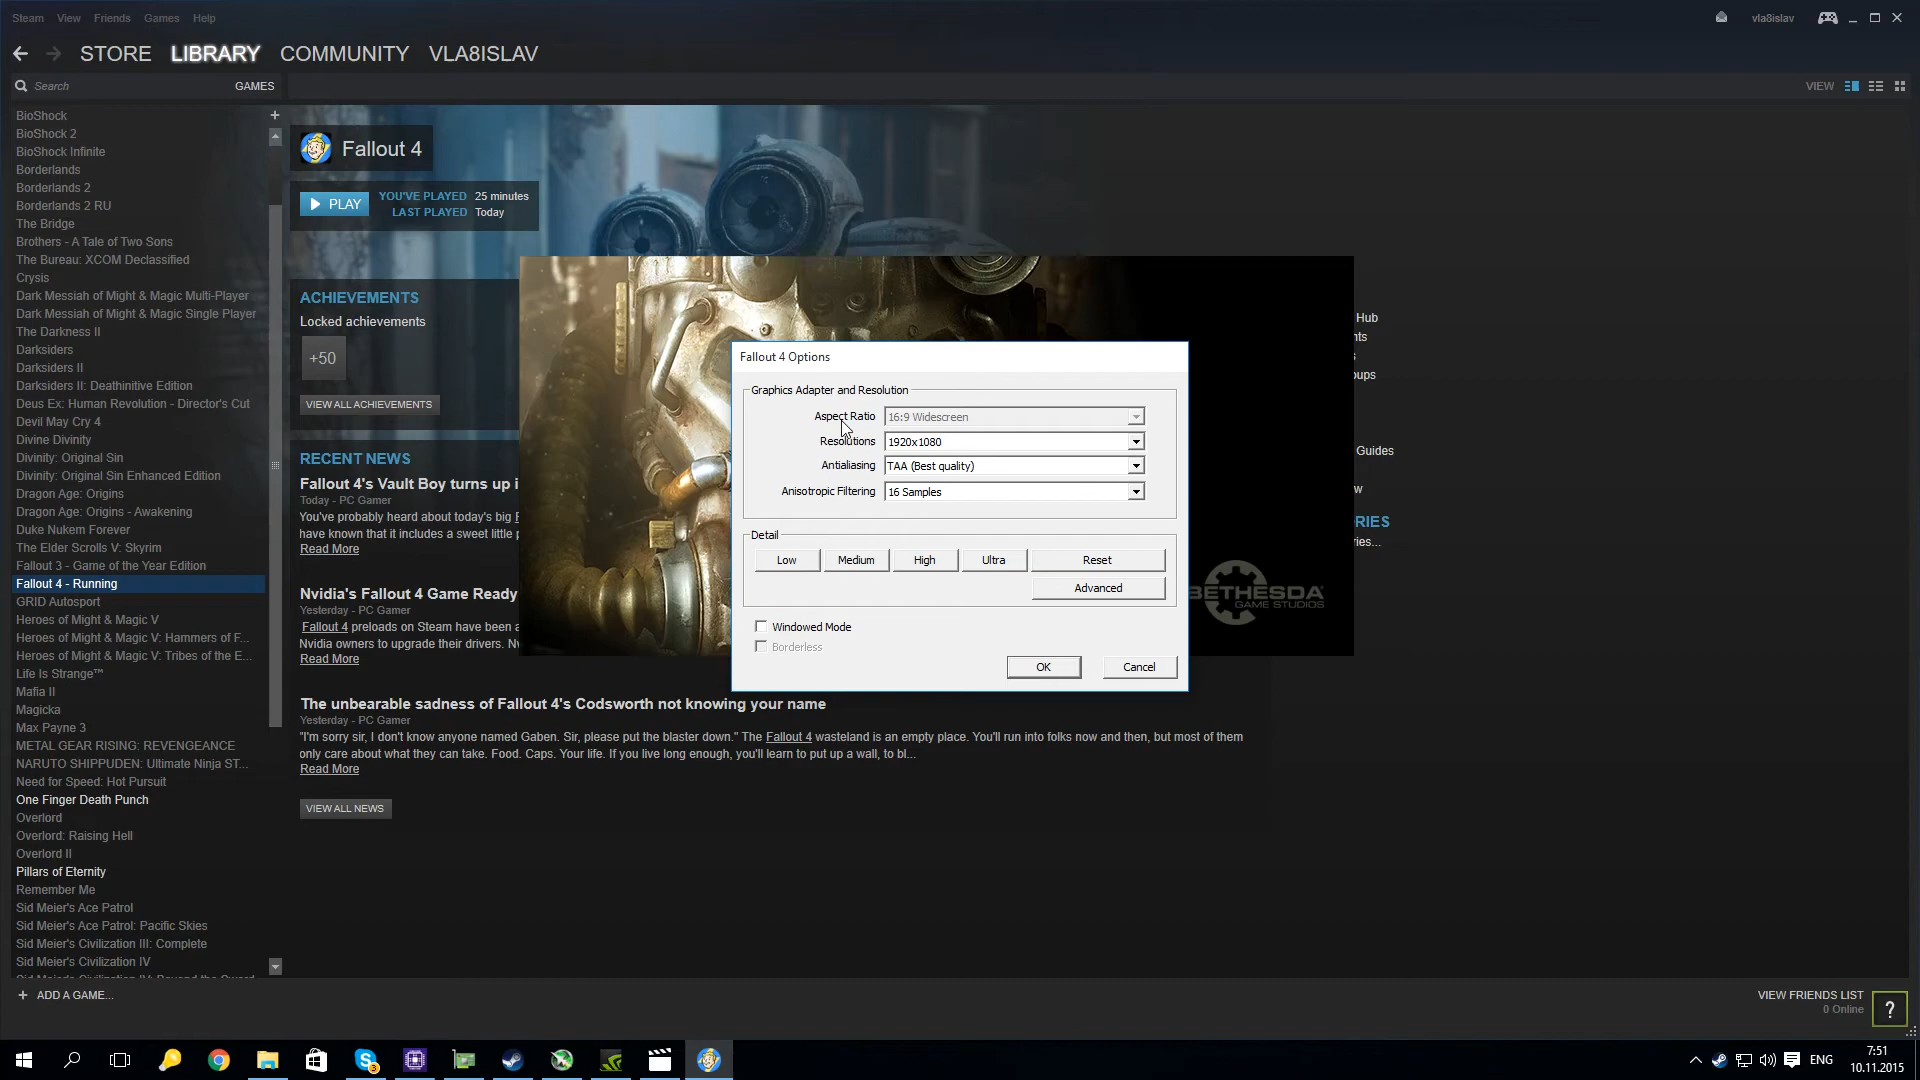 Steam View Friends Games Help
vla8islav
STORE LIBRARY COMMUNITY VLA8ISLAV
Search
GAMES
VIEW
BioShock
BioShock 2
BioShock Infinite
Borderlands
Borderlands 2
Borderlands 2 RU
The Bridge
Brothers - A Tale of Two Sons
The Bureau: XCOM Declassified
Crysis
Dark Messiah of Might & Magic Multi-Player
Dark Messiah of Might & Magic Single Player
The Darkness II
Darksiders
Darksiders II
Darksiders II: Deathinitive Edition
Deus Ex: Human Revolution - Director's Cut
Devil May Cry 4
Divine Divinity
Divinity: Original Sin
Divinity: Original Sin Enhanced Edition
Dragon Age: Origins
Dragon Age: Origins - Awakening
Duke Nukem Forever
The Elder Scrolls V: Skyrim
Fallout 3 - Game of the Year Edition
Fallout 4 - Running
GRID Autosport
Heroes of Might & Magic V
Heroes of Might & Magic V: Hammers of F...
Heroes of Might & Magic V: Tribes of the E...
Life Is Strange™
Mafia II
Magicka
Max Payne 3
METAL GEAR RISING: REVENGEANCE
NARUTO SHIPPUDEN: Ultimate Ninja ST...
Need for Speed: Hot Pursuit
One Finger Death Punch
Overlord
Overlord: Raising Hell
Overlord II
Pillars of Eternity
Remember Me
Sid Meier's Ace Patrol
Sid Meier's Ace Patrol: Pacific Skies
Sid Meier's Civilization III: Complete
Sid Meier's Civilization IV
+ ADD A GAME...
Fallout 4
PLAY
YOU'VE PLAYED 25 minutes
LAST PLAYED Today
ACHIEVEMENTS
Locked achievements
+50
VIEW ALL ACHIEVEMENTS
RECENT NEWS
Fallout 4's Vault Boy turns up i
Today - PC Gamer
You've probably heard about today's big F
have known that it includes a sweet little p
Read More
Nvidia's Fallout 4 Game Ready
Yesterday - PC Gamer
Fallout 4 preloads on Steam have been a
Nvidia owners to upgrade their drivers. Nv
Read More
The unbearable sadness of Fallout 4's Codsworth not knowing your name
Yesterday - PC Gamer
"I'm sorry sir, I don't know anyone named Gaben. Sir, please put the blaster down." The Fallout 4 wasteland is an empty place. You'll run into folks now and then, but most of them
only care about what they can take. Food. Caps. Your life. If you live long enough, you'll learn to put up a wall, to bl...
Read More
VIEW ALL NEWS
Fallout 4 Options
Graphics Adapter and Resolution
Aspect Ratio 16:9 Widescreen
Resolutions 1920x1080
Antialiasing TAA (Best quality)
Anisotropic Filtering 16 Samples
Detail
Low Medium High Ultra Reset
Advanced
Windowed Mode
Borderless
OK Cancel
BETHESDA
GAME STUDIOS
Hub
nts
s
oups
Guides
w
RIES
ries...
VIEW FRIENDS LIST
0 Online
?
3
ENG
7:51
10.11.2015